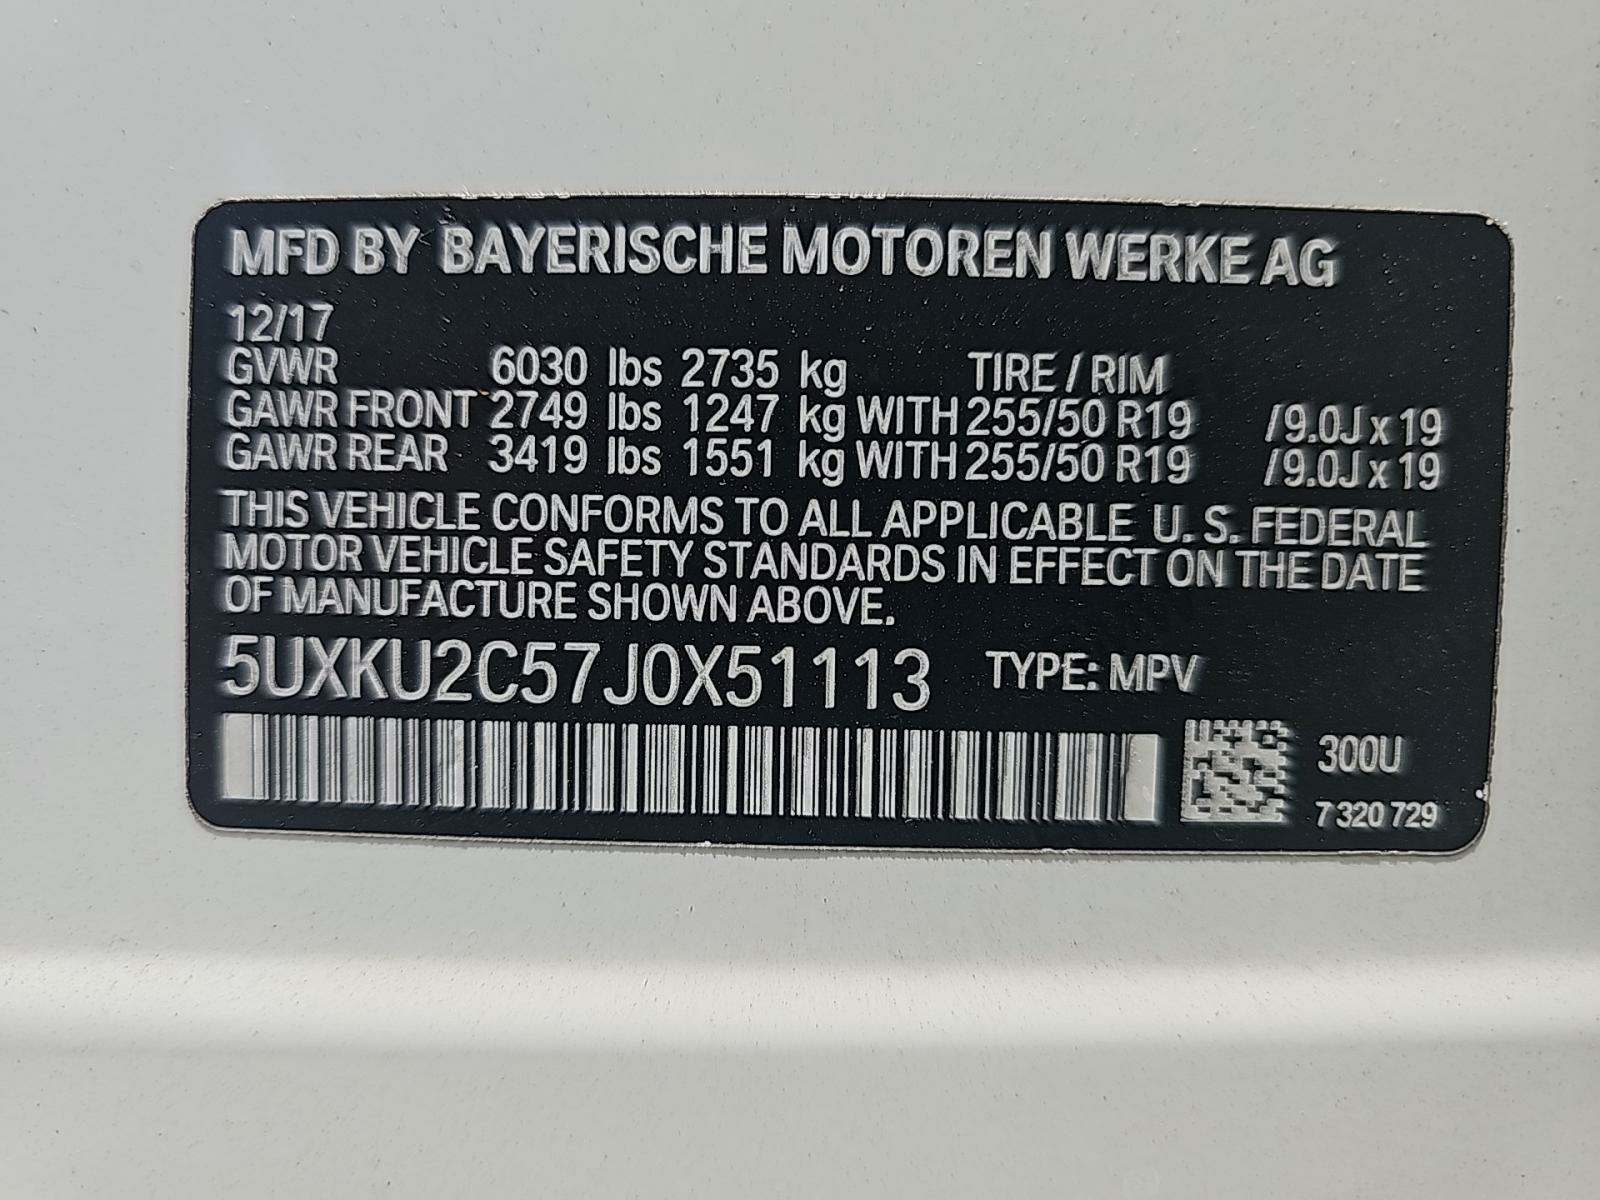 MFD BY BAYERISCHE MOTOREN WERKE AG
12/17
GVWR 6030 lbs 2735 kg TIRE / RIM
GAWR FRONT 2749 lbs 1247 kg WITH 255/50 R19 /9.0J x 19
GAWR REAR 3419 lbs 1551 kg WITH 255/50 R19 /9.0J x 19
THIS VEHICLE CONFORMS TO ALL APPLICABLE U. S. FEDERAL
MOTOR VEHICLE SAFETY STANDARDS IN EFFECT ON THE DATE
OF MANUFACTURE SHOWN ABOVE.
5UXKU2C57J0X51113 TYPE: MPV
300U
7 320 729